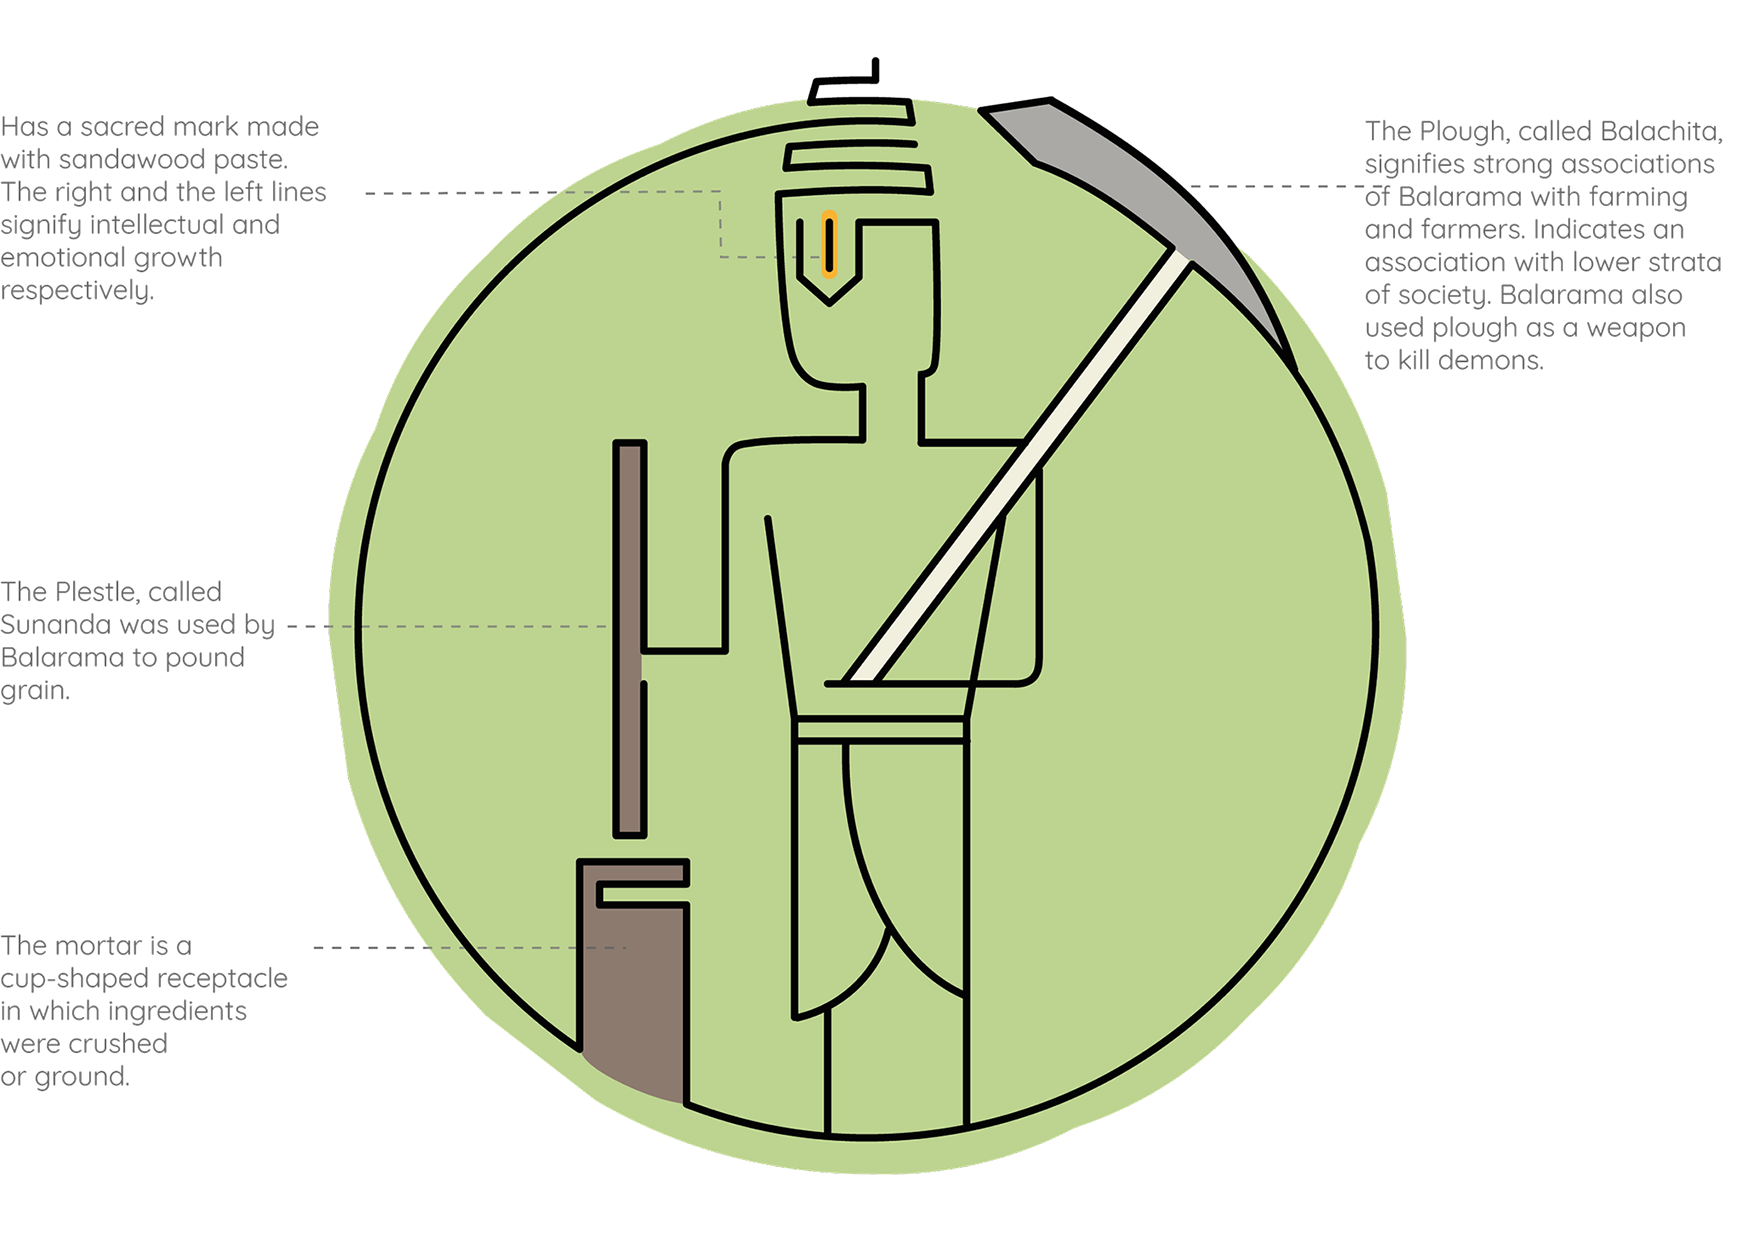 Has a sacred mark made
with sandawood paste.
The right and the left lines
signify intellectual and
emotional growth
respectively.
The Plough, called Balachita,
signifies strong associations
of Balarama with farming
and farmers. Indicates an
association with lower strata
of society. Balarama also
used plough as a weapon
to kill demons.
The Plestle, called
Sunanda was used by
Balarama to pound
grain.
The mortar is a
cup-shaped receptacle
in which ingredients
were crushed
or ground.